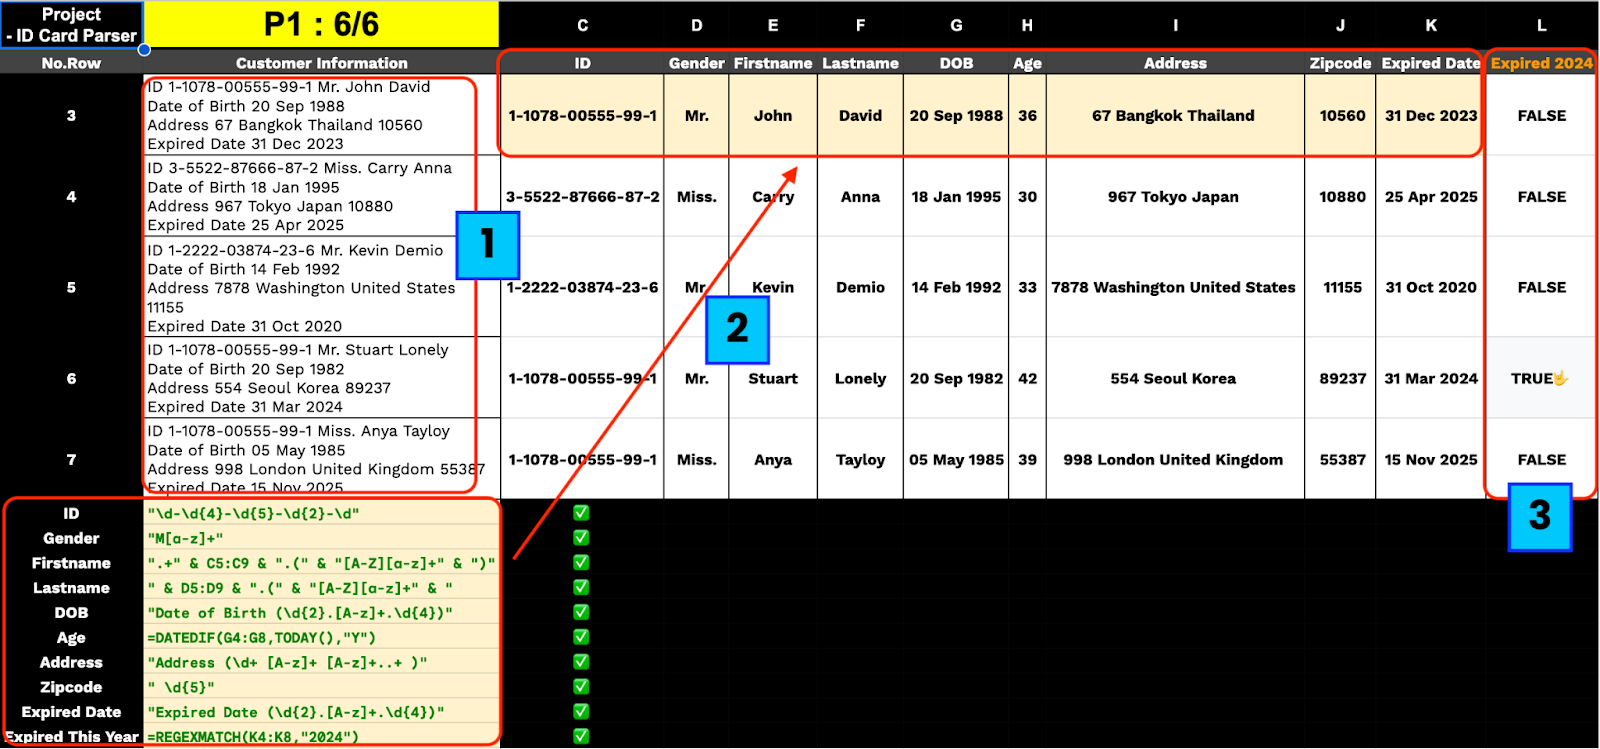 Project
- ID Card Parser
P1 : 6/6
C D E F G H I J K L
No.Row Customer Information ID Gender Firstname Lastname DOB Age Address Zipcode Expired Date Expired 2024
3
ID 1-1078-00555-99-1 Mr. John David
Date of Birth 20 Sep 1988
Address 67 Bangkok Thailand 10560
Expired Date 31 Dec 2023
1-1078-00555-99-1 Mr. John David 20 Sep 1988 36 67 Bangkok Thailand 10560 31 Dec 2023 FALSE
4
ID 3-5522-87666-87-2 Miss. Carry Anna
Date of Birth 18 Jan 1995
Address 967 Tokyo Japan 10880
Expired Date 25 Apr 2025
3-5522-87666-87-2 Miss. Carry Anna 18 Jan 1995 30 967 Tokyo Japan 10880 25 Apr 2025 FALSE
1
5
ID 1-2222-03874-23-6 Mr. Kevin Demio
Date of Birth 14 Feb 1992
Address 7878 Washington United States
11155
Expired Date 31 Oct 2020
1-2222-03874-23-6 Mr. Kevin Demio 14 Feb 1992 33 7878 Washington United States 11155 31 Oct 2020 FALSE
2
6
ID 1-1078-00555-99-1 Mr. Stuart Lonely
Date of Birth 20 Sep 1982
Address 554 Seoul Korea 89237
Expired Date 31 Mar 2024
1-1078-00555-99-1 Mr. Stuart Lonely 20 Sep 1982 42 554 Seoul Korea 89237 31 Mar 2024 TRUE🤟
7
ID 1-1078-00555-99-1 Miss. Anya Tayloy
Date of Birth 05 May 1985
Address 998 London United Kingdom 55387
Expired Date 15 Nov 2025
1-1078-00555-99-1 Miss. Anya Tayloy 05 May 1985 39 998 London United Kingdom 55387 15 Nov 2025 FALSE
3
ID "\d-\d{4}-\d{5}-\d{2}-\d" ✅
Gender "M[a-z]+" ✅
Firstname ".+" & C5:C9 & ".(" & "[A-Z][a-z]+" & ")" ✅
Lastname " & D5:D9 & ".(" & "[A-Z][a-z]+" & " ✅
DOB "Date of Birth (\d{2}.[A-z]+.\d{4})" ✅
Age =DATEDIF(G4:G8,TODAY(),"Y") ✅
Address "Address (\d+ [A-z]+ [A-z]+..+ )" ✅
Zipcode " \d{5}" ✅
Expired Date "Expired Date (\d{2}.[A-z]+.\d{4})" ✅
Expired This Year =REGEXMATCH(K4:K8,"2024") ✅